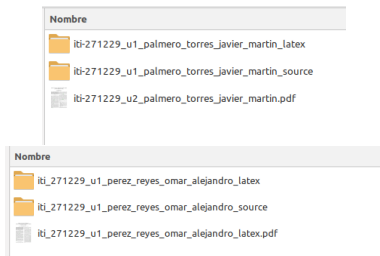 Nombre
iti-271229_u1_palmero_torres_javier_martin_latex
iti-271229_u1_palmero_torres_javier_martin_source
iti-271229_u2_palmero_torres_javier_martin.pdf
Nombre
iti_271229_u1_perez_reyes_omar_alejandro_latex
iti_271229_u1_perez_reyes_omar_alejandro_source
iti_271229_u1_perez_reyes_omar_alejandro_latex.pdf